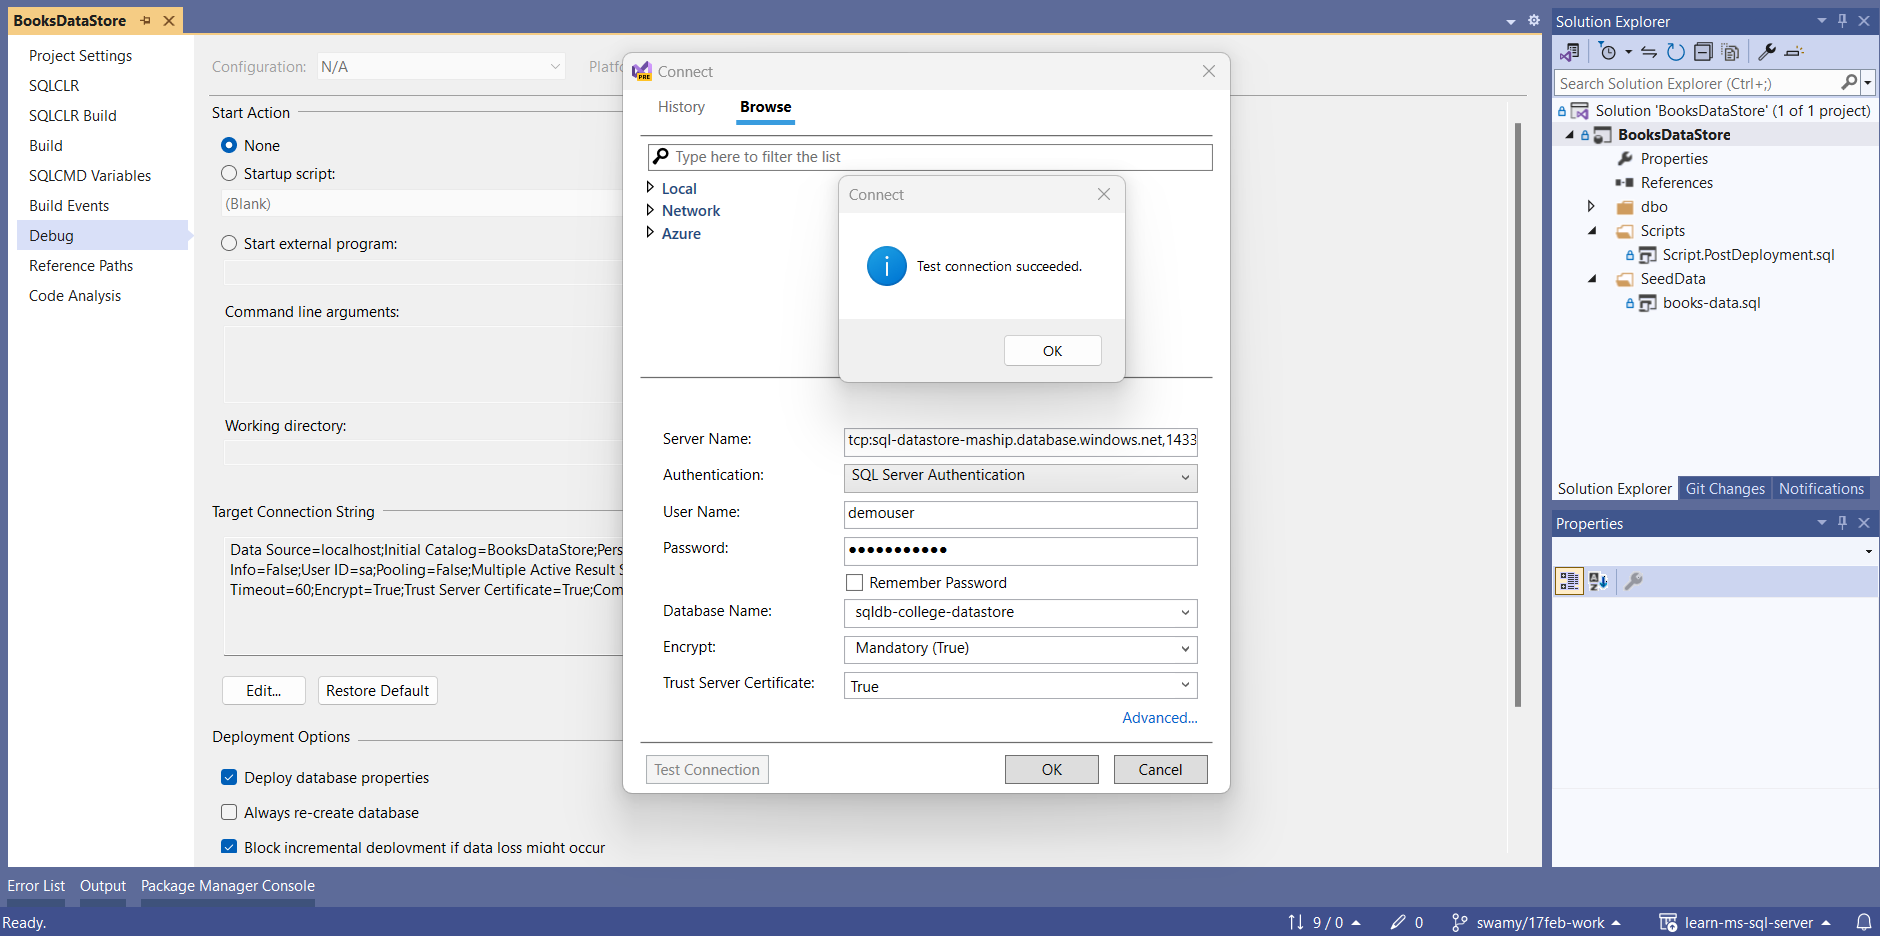 BooksDataStore
Project Settings
SQLCLR
SQLCLR Build
Build
SQLCMD Variables
Build Events
Debug
Reference Paths
Code Analysis
Configuration:
N/A
Platfo
Start Action
None
Startup script:
(Blank)
Start external program:
Command line arguments:
Working directory:
Target Connection String
Data Source=localhost;Initial Catalog=BooksDataStore;Pers
Info=False;User ID=sa;Pooling=False;Multiple Active Result S
Timeout=60;Encrypt=True;Trust Server Certificate=True;Com
Edit...
Restore Default
Deployment Options
Deploy database properties
Always re-create database
Block incremental deployment if data loss might occur
PRE
Connect
History
Browse
Type here to filter the list
Local
Network
Azure
Connect
Test connection succeeded.
OK
Server Name:
tcp:sql-datastore-maship.database.windows.net,1433
Authentication:
SQL Server Authentication
User Name:
demouser
Password:
●●●●●●●●●●●
Remember Password
Database Name:
sqldb-college-datastore
Encrypt:
Mandatory (True)
Trust Server Certificate:
True
Advanced...
Test Connection
OK
Cancel
Solution Explorer
Search Solution Explorer (Ctrl+;)
Solution 'BooksDataStore' (1 of 1 project)
BooksDataStore
Properties
References
dbo
Scripts
Script.PostDeployment.sql
SeedData
books-data.sql
Solution Explorer
Git Changes
Notifications
Properties
Error List
Output
Package Manager Console
Ready.
9 / 0
0
swamy/17feb-work
learn-ms-sql-server